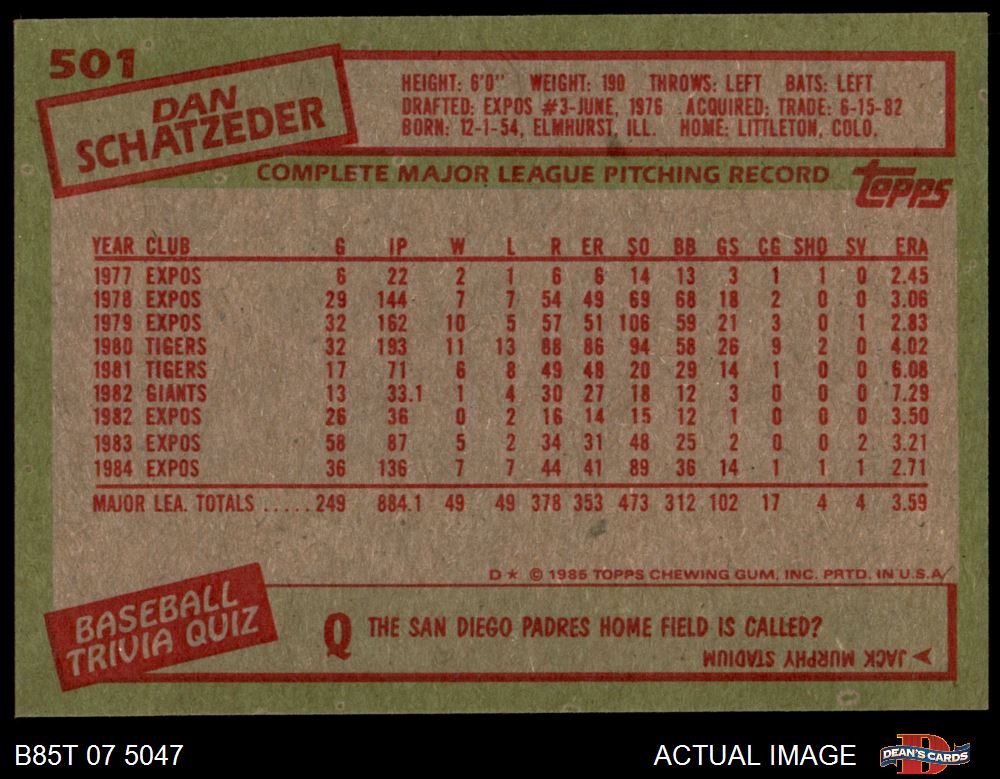 501
DAN
SCHATZEDER
HEIGHT: 6'0" WEIGHT: 190 THROWS: LEFT BATS: LEFT
DRAFTED: EXPOS #3-JUNE, 1976 ACQUIRED: TRADE: 6-15-82
BORN: 12-1-54, ELMHURST, ILL. HOME: LITTLETON, COLO.
COMPLETE MAJOR LEAGUE PITCHING RECORD
topps
YEAR CLUB G IP W L R ER SO BB GS CG SHO SV ERA
1977 EXPOS 6 22 2 1 6 6 14 13 3 1 1 0 2.45
1978 EXPOS 29 144 7 7 54 49 69 68 18 2 0 0 3.06
1979 EXPOS 32 162 10 5 57 51 106 59 21 3 0 1 2.83
1980 TIGERS 32 193 11 13 88 86 94 58 26 9 2 0 4.02
1981 TIGERS 17 71 6 8 49 48 20 29 14 1 0 0 6.08
1982 GIANTS 13 33.1 1 4 30 27 18 12 3 0 0 0 7.29
1982 EXPOS 26 36 0 2 16 14 15 12 1 0 0 0 3.50
1983 EXPOS 58 87 5 2 34 31 48 25 2 0 0 2 3.21
1984 EXPOS 36 136 7 7 44 41 89 36 14 1 1 1 2.71
MAJOR LEA. TOTALS ..... 249 884.1 49 49 378 353 473 312 102 17 4 4 3.59
D* © 1985 TOPPS CHEWING GUM, INC. PRTD. IN U.S.A.
BASEBALL
TRIVIA QUIZ
Q THE SAN DIEGO PADRES HOME FIELD IS CALLED?
JACK MURPHY STADIUM
B85T 07 5047
ACTUAL IMAGE
DEAN'S CARDS